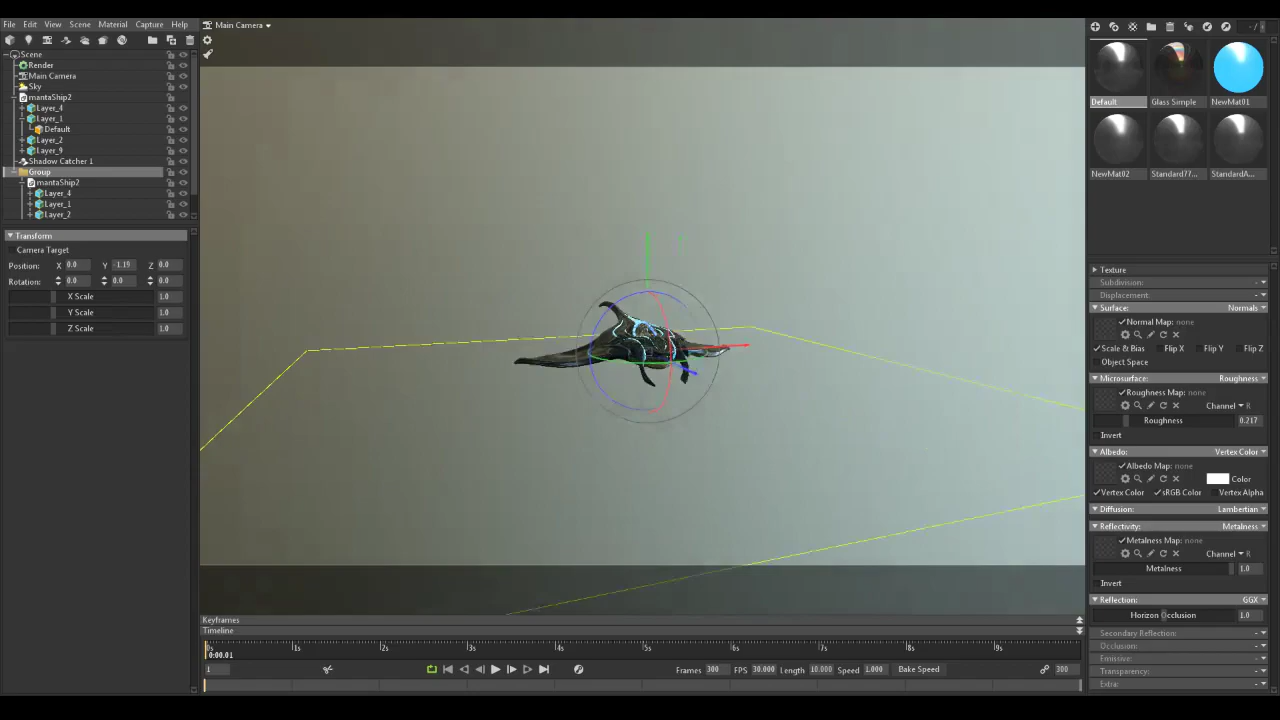 File Edit View Scene Material Capture Help
Main Camera
Scene
Render
Main Camera
Sky
mantaShip2
Layer_4
Layer_1
Default
Layer_2
Layer_9
Shadow Catcher 1
Group
mantaShip2
Layer_4
Layer_1
Layer_2
Transform
Camera Target
Position: X 0.0 Y -1.19 Z 0.0
Rotation: 0.0 0.0 0.0
X Scale 1.0
Y Scale 1.0
Z Scale 1.0
Keyframes
Timeline
0s 1s 2s 3s 4s 5s 6s 7s 8s 9s
0:00.01
1
Frames 300 FPS 30.000 Length 10.000 Speed 1.000 Bake Speed 300
Default Glass Simple NewMat01
NewMat02 Standard77... StandardA...
Texture
Subdivision:
Displacement:
Surface: Normals
Normal Map: none
Scale & Bias Flip X Flip Y Flip Z
Object Space
Microsurface: Roughness
Roughness Map: none
Channel R
Roughness 0.217
Invert
Albedo: Vertex Color
Albedo Map: none
Color
Vertex Color sRGB Color Vertex Alpha
Diffusion: Lambertian
Reflectivity: Metalness
Metalness Map: none
Channel R
Metalness 1.0
Invert
Reflection: GGX
Horizon Occlusion 1.0
Secondary Reflection:
Occlusion:
Emissive:
Transparency:
Extra: